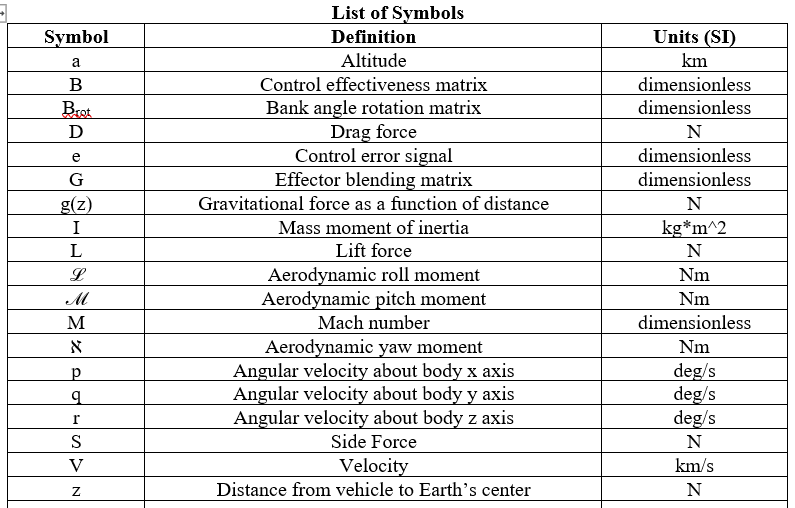 List of Symbols
Symbol Definition Units (SI)
a Altitude km
B Control effectiveness matrix dimensionless
Brot Bank angle rotation matrix dimensionless
D Drag force N
e Control error signal dimensionless
G Effector blending matrix dimensionless
g(z) Gravitational force as a function of distance N
I Mass moment of inertia kg*m^2
L Lift force N
ℒ Aerodynamic roll moment Nm
ℳ Aerodynamic pitch moment Nm
M Mach number dimensionless
ℵ Aerodynamic yaw moment Nm
p Angular velocity about body x axis deg/s
q Angular velocity about body y axis deg/s
r Angular velocity about body z axis deg/s
S Side Force N
V Velocity km/s
z Distance from vehicle to Earth’s center N